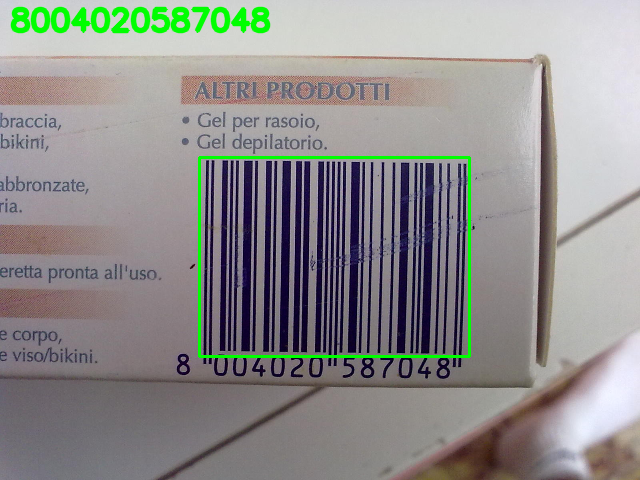 8004020587048
braccia,
bikini,
abbronzate,
ria.
eretta pronta all'uso.
e corpo,
e viso/bikini.
ALTRI PRODOTTI
• Gel per rasoio,
• Gel depilatorio.
8 "004020"587048"